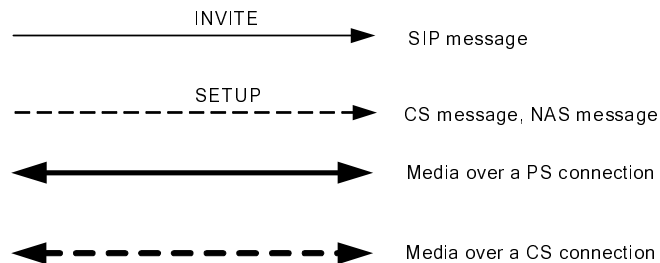 INVITE
SIP message
SETUP
CS message, NAS message
Media over a PS connection
Media over a CS connection